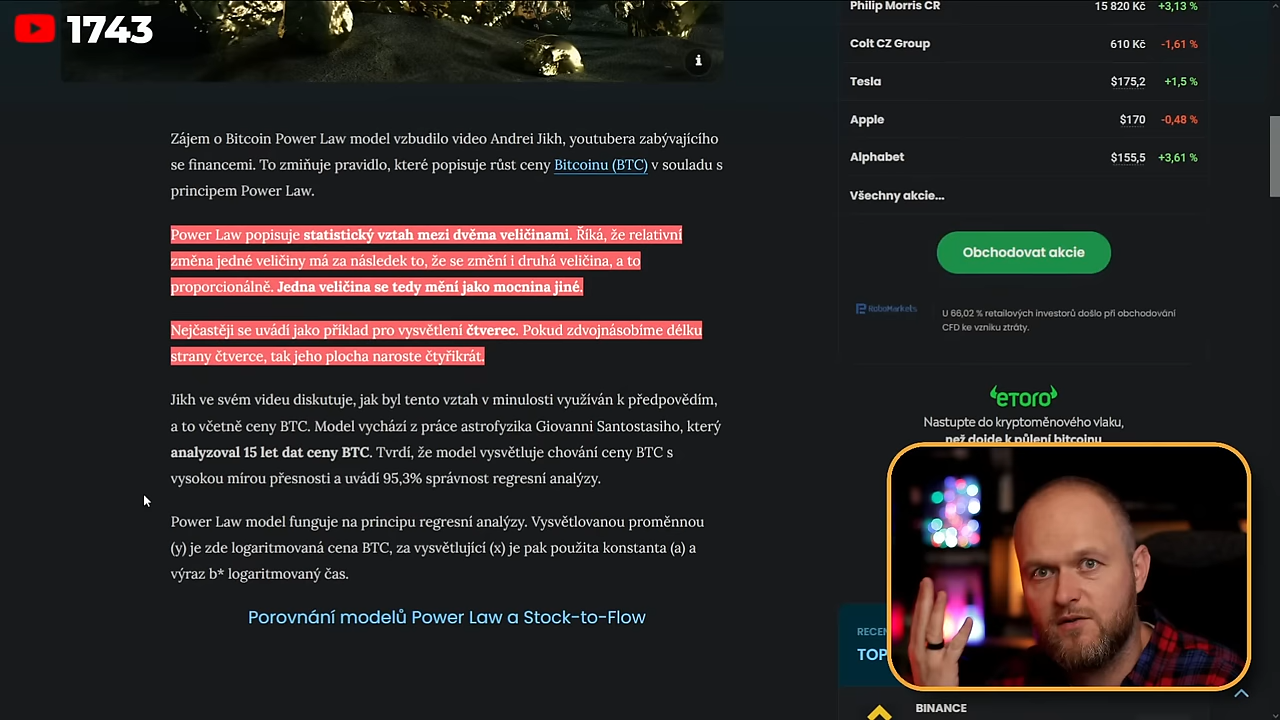 1743
Zájem o Bitcoin Power Law model vzbudilo video Andrei Jikh, youtubera zabývajícího
se financemi. To zmiňuje pravidlo, které popisuje růst ceny Bitcoinu (BTC) v souladu s
principem Power Law.
Power Law popisuje statistický vztah mezi dvěma veličinami. Říká, že relativní
změna jedné veličiny má za následek to, že se změní i druhá veličina, a to
proporcionálně. Jedna veličina se tedy mění jako mocnina jiné.
Nejčastěji se uvádí jako příklad pro vysvětlení čtverec. Pokud zdvojnásobíme délku
strany čtverce, tak jeho plocha naroste čtyřikrát.
Jikh ve svém videu diskutuje, jak byl tento vztah v minulosti využíván k předpovědím,
a to včetně ceny BTC. Model vychází z práce astrofyzika Giovanni Santostasiho, který
analyzoval 15 let dat ceny BTC. Tvrdí, že model vysvětluje chování ceny BTC s
vysokou mírou přesnosti a uvádí 95,3% správnost regresní analýzy.
Power Law model funguje na principu regresní analýzy. Vysvětlovanou proměnnou
(y) je zde logaritmovaná cena BTC, za vysvětlující (x) je pak použita konstanta (a) a
výraz b* logaritmovaný čas.
Porovnání modelů Power Law a Stock-to-Flow
Philip Morris CR 15 820 Kč +3,13 %
Colt CZ Group 610 Kč -1,61 %
Tesla $175,2 +1,5 %
Apple $170 -0,48 %
Alphabet $155,5 +3,61 %
Všechny akcie...
Obchodovat akcie
RoboMarkets
U 66,02 % retailových investorů došlo při obchodování
CFD ke vzniku ztráty.
eToro
Nastupte do kryptoměnového vlaku,
než dojde k půlení bitcoinu
RECEN
TOP
BINANCE